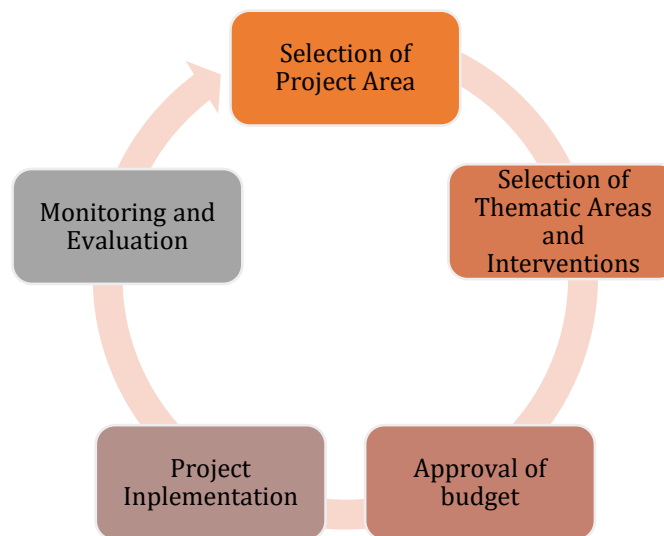 Selection of
Project Area
Selection of
Thematic Areas
and
Interventions
Approval of
budget
Project
Inplementation
Monitoring and
Evaluation